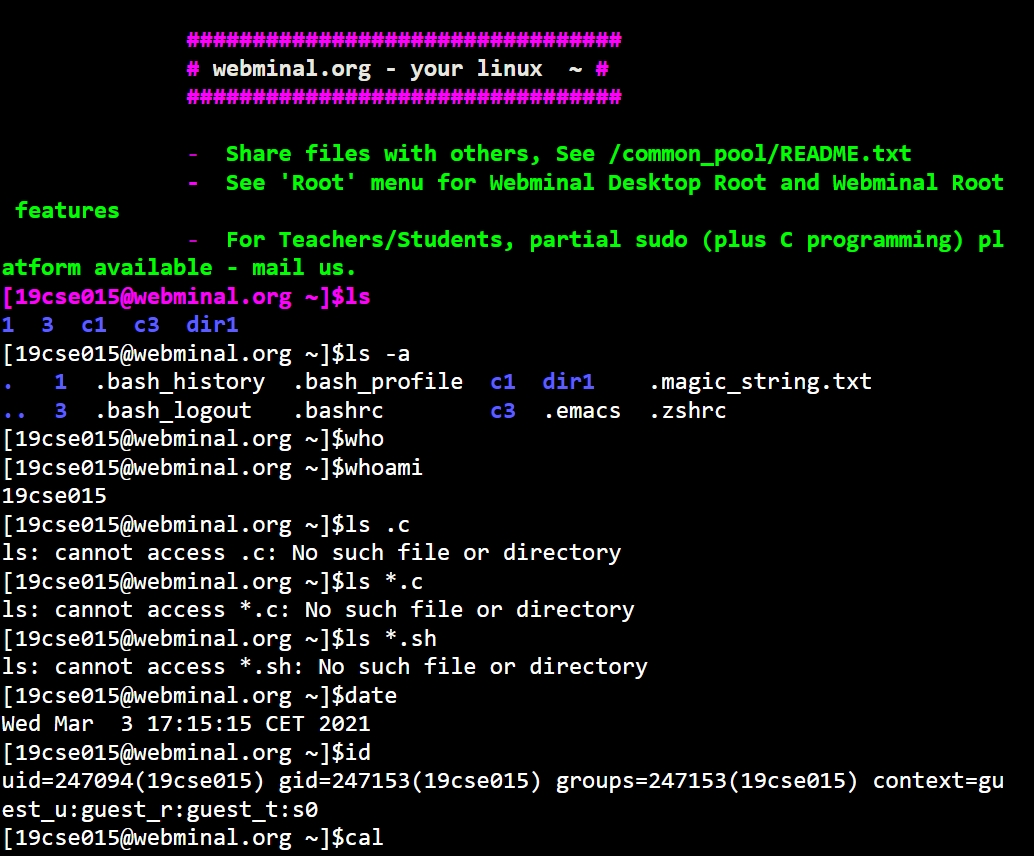 #################################
# webminal.org - your linux  ~ #
#################################
-  Share files with others, See /common_pool/README.txt
-  See 'Root' menu for Webminal Desktop Root and Webminal Root
features
-  For Teachers/Students, partial sudo (plus C programming) pl
atform available - mail us.
[19cse015@webminal.org ~]$ls
1  3  c1  c3  dir1
[19cse015@webminal.org ~]$ls -a
.   1  .bash_history  .bash_profile  c1  dir1    .magic_string.txt
..  3  .bash_logout   .bashrc        c3  .emacs  .zshrc
[19cse015@webminal.org ~]$who
[19cse015@webminal.org ~]$whoami
19cse015
[19cse015@webminal.org ~]$ls .c
ls: cannot access .c: No such file or directory
[19cse015@webminal.org ~]$ls *.c
ls: cannot access *.c: No such file or directory
[19cse015@webminal.org ~]$ls *.sh
ls: cannot access *.sh: No such file or directory
[19cse015@webminal.org ~]$date
Wed Mar  3 17:15:15 CET 2021
[19cse015@webminal.org ~]$id
uid=247094(19cse015) gid=247153(19cse015) groups=247153(19cse015) context=gu
est_u:guest_r:guest_t:s0
[19cse015@webminal.org ~]$cal